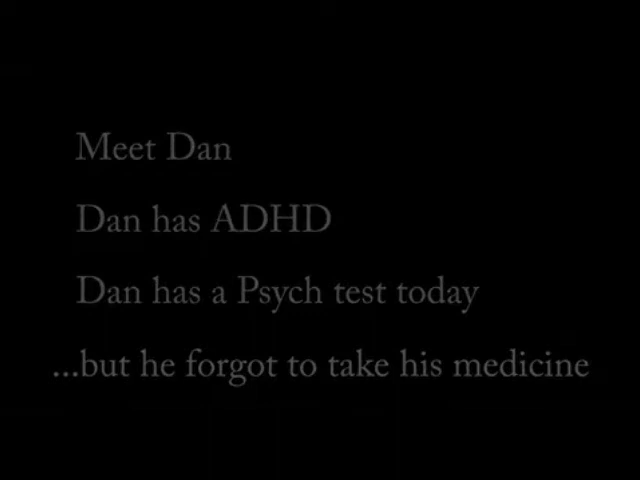 Meet Dan
Dan has ADHD
Dan has a Psych test today
...but he forgot to take his medicine